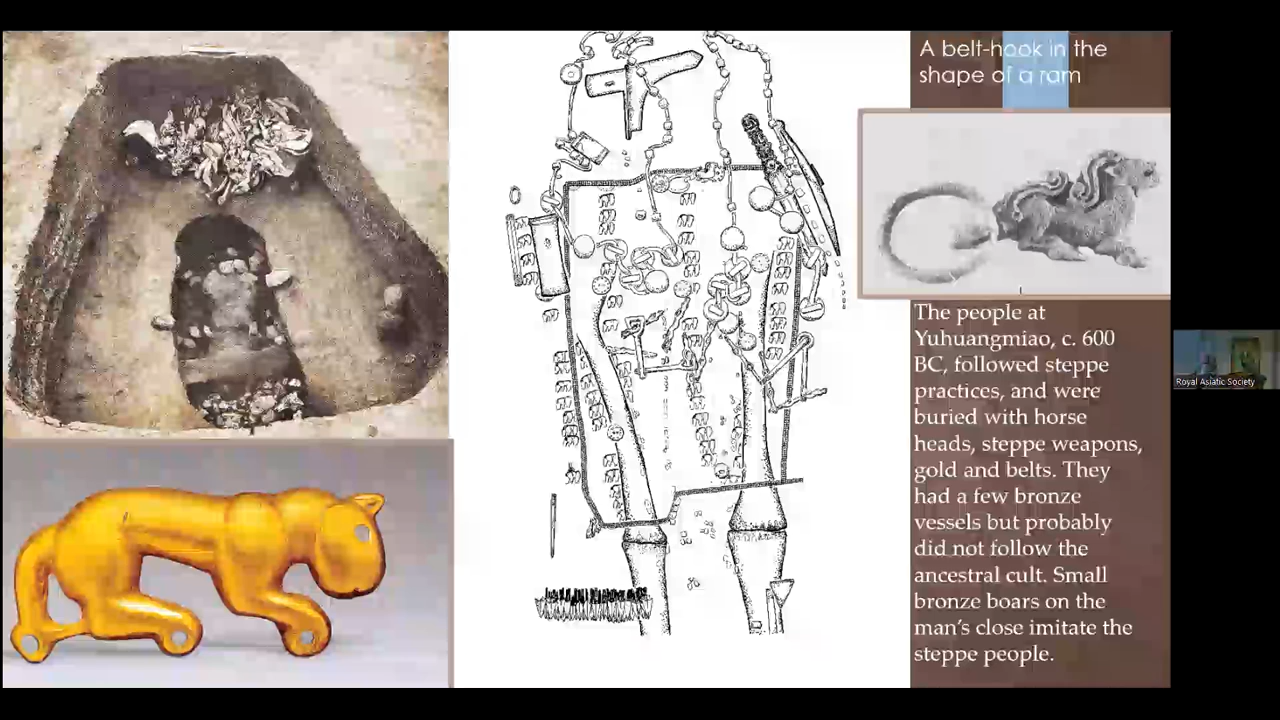 A belt-hook in the
shape of a ram
The people at
Yuhuangmiao, c. 600
BC, followed steppe
practices, and were
buried with horse
heads, steppe weapons,
gold and belts. They
had a few bronze
vessels but probably
did not follow the
ancestral cult. Small
bronze boars on the
man's close imitate the
steppe people.
Royal Asiatic Society